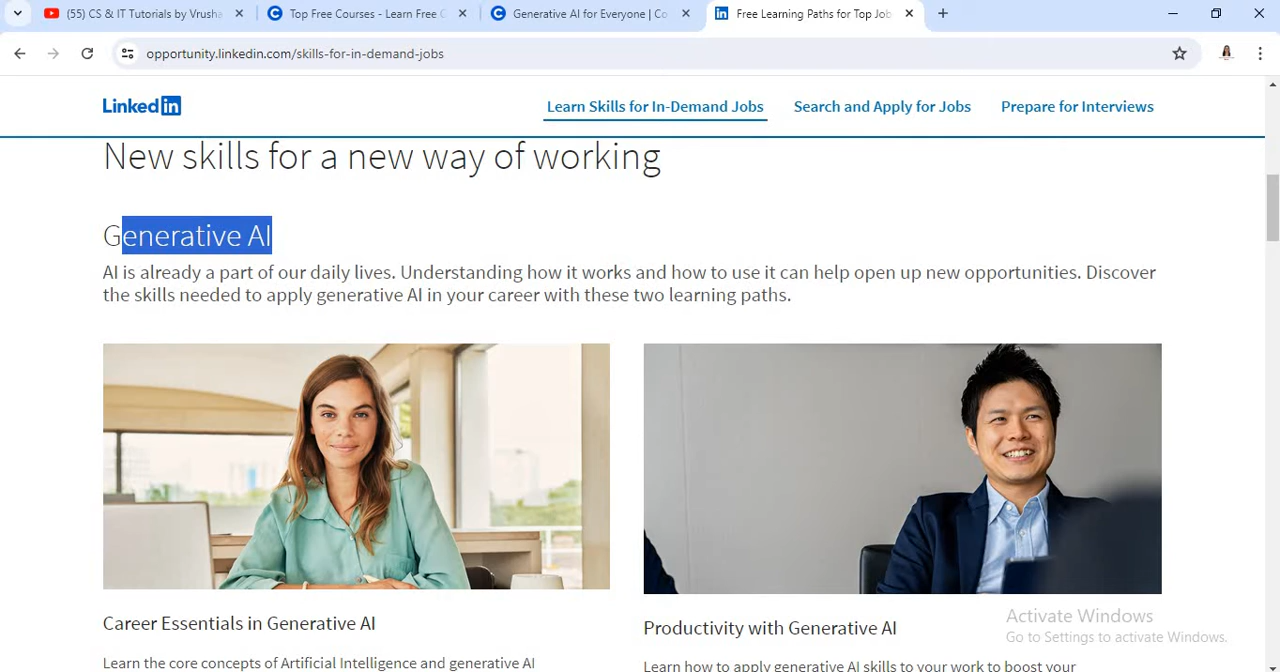 (55) CS & IT Tutorials by Vrusha
Top Free Courses - Learn Free C
Generative AI for Everyone | Co
Free Learning Paths for Top Job
opportunity.linkedin.com/skills-for-in-demand-jobs
Linked in
Learn Skills for In-Demand Jobs
Search and Apply for Jobs
Prepare for Interviews
New skills for a new way of working
Generative AI
AI is already a part of our daily lives. Understanding how it works and how to use it can help open up new opportunities. Discover
the skills needed to apply generative AI in your career with these two learning paths.
Career Essentials in Generative AI
Learn the core concepts of Artificial Intelligence and generative AI
Productivity with Generative AI
Learn how to apply generative AI skills to your work to boost your
Activate Windows
Go to Settings to activate Windows.